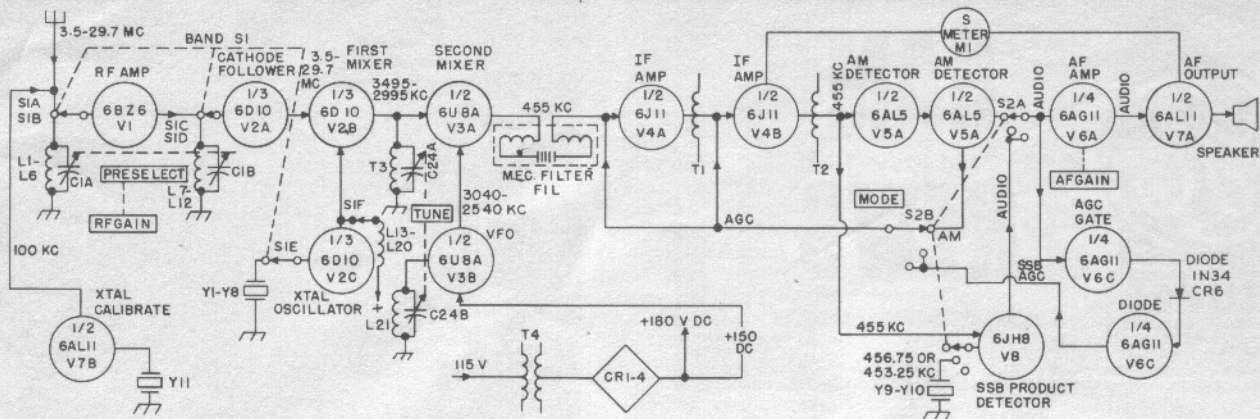 3.5-29.7 MC
BAND S1
RF AMP
CATHODE
FOLLOWER
3.5-
29.7
MC
FIRST
MIXER
3495-
2995 KC
SECOND
MIXER
455 KC
IF
AMP
IF
AMP
455 KC
AM
DETECTOR
AM
DETECTOR
S
METER
M1
S2A
AUDIO
AF
AMP
AUDIO
AF
OUTPUT
S1A
S1B
6BZ6
V1
S1C
S1D
1/3
6D10
V2A
1/3
6D10
V2B
1/2
6U8A
V3A
1/2
6J11
V4A
1/2
6J11
V4B
1/2
6AL5
V5A
1/2
6AL5
V5A
1/4
6AG11
V6A
1/2
6AL11
V7A
SPEAKER
L1-
L6
C1A
PRESELECT
L7-
L12
C1B
T3
C24A
MEC. FILTER
FIL
T1
T2
RFGAIN
S1F
L13-
L20
TUNE
3040-
2540 KC
VFO
AGC
MODE
S2B
AM
AUDIO
AFGAIN
AGC
GATE
1/4
6AG11
V6C
DIODE
1N34
CR6
100 KC
S1E
Y1-Y8
1/3
6D10
V2C
XTAL
OSCILLATOR
L21
C24B
1/2
6U8A
V3B
SSB
AGC
DIODE
1/4
6AG11
V6C
XTAL
CALIBRATE
1/2
6AL11
V7B
Y11
115 V
T4
CR1-4
+180 V DC
+150
DC
455 KC
456.75 OR
453.25 KC
Y9-Y10
6JH8
V8
SSB PRODUCT
DETECTOR